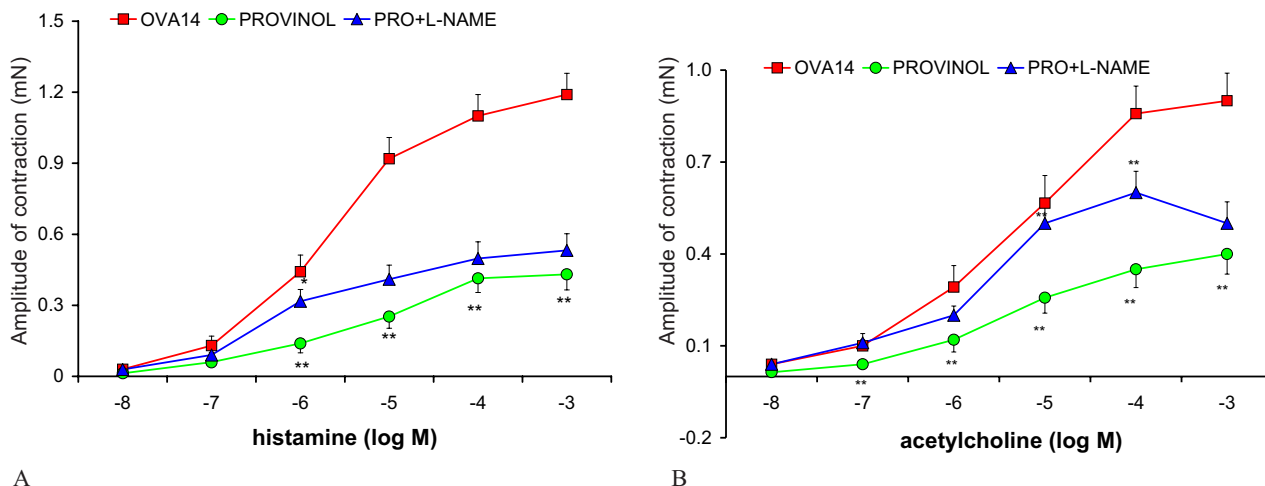 OVA14 PROVINOL PRO+L-NAME
Amplitude of contraction (mN)
1.5
1.2
0.9
0.6
0.3
0
*
** ** ** **
-8 -7 -6 -5 -4 -3
histamine (log M)
A
OVA14 PROVINOL PRO+L-NAME
Amplitude of contraction (mN)
1.0
0.7
0.4
0.1
-0.2
**
**
** ** ** ** **
-8 -7 -6 -5 -4 -3
acetylcholine (log M)
B